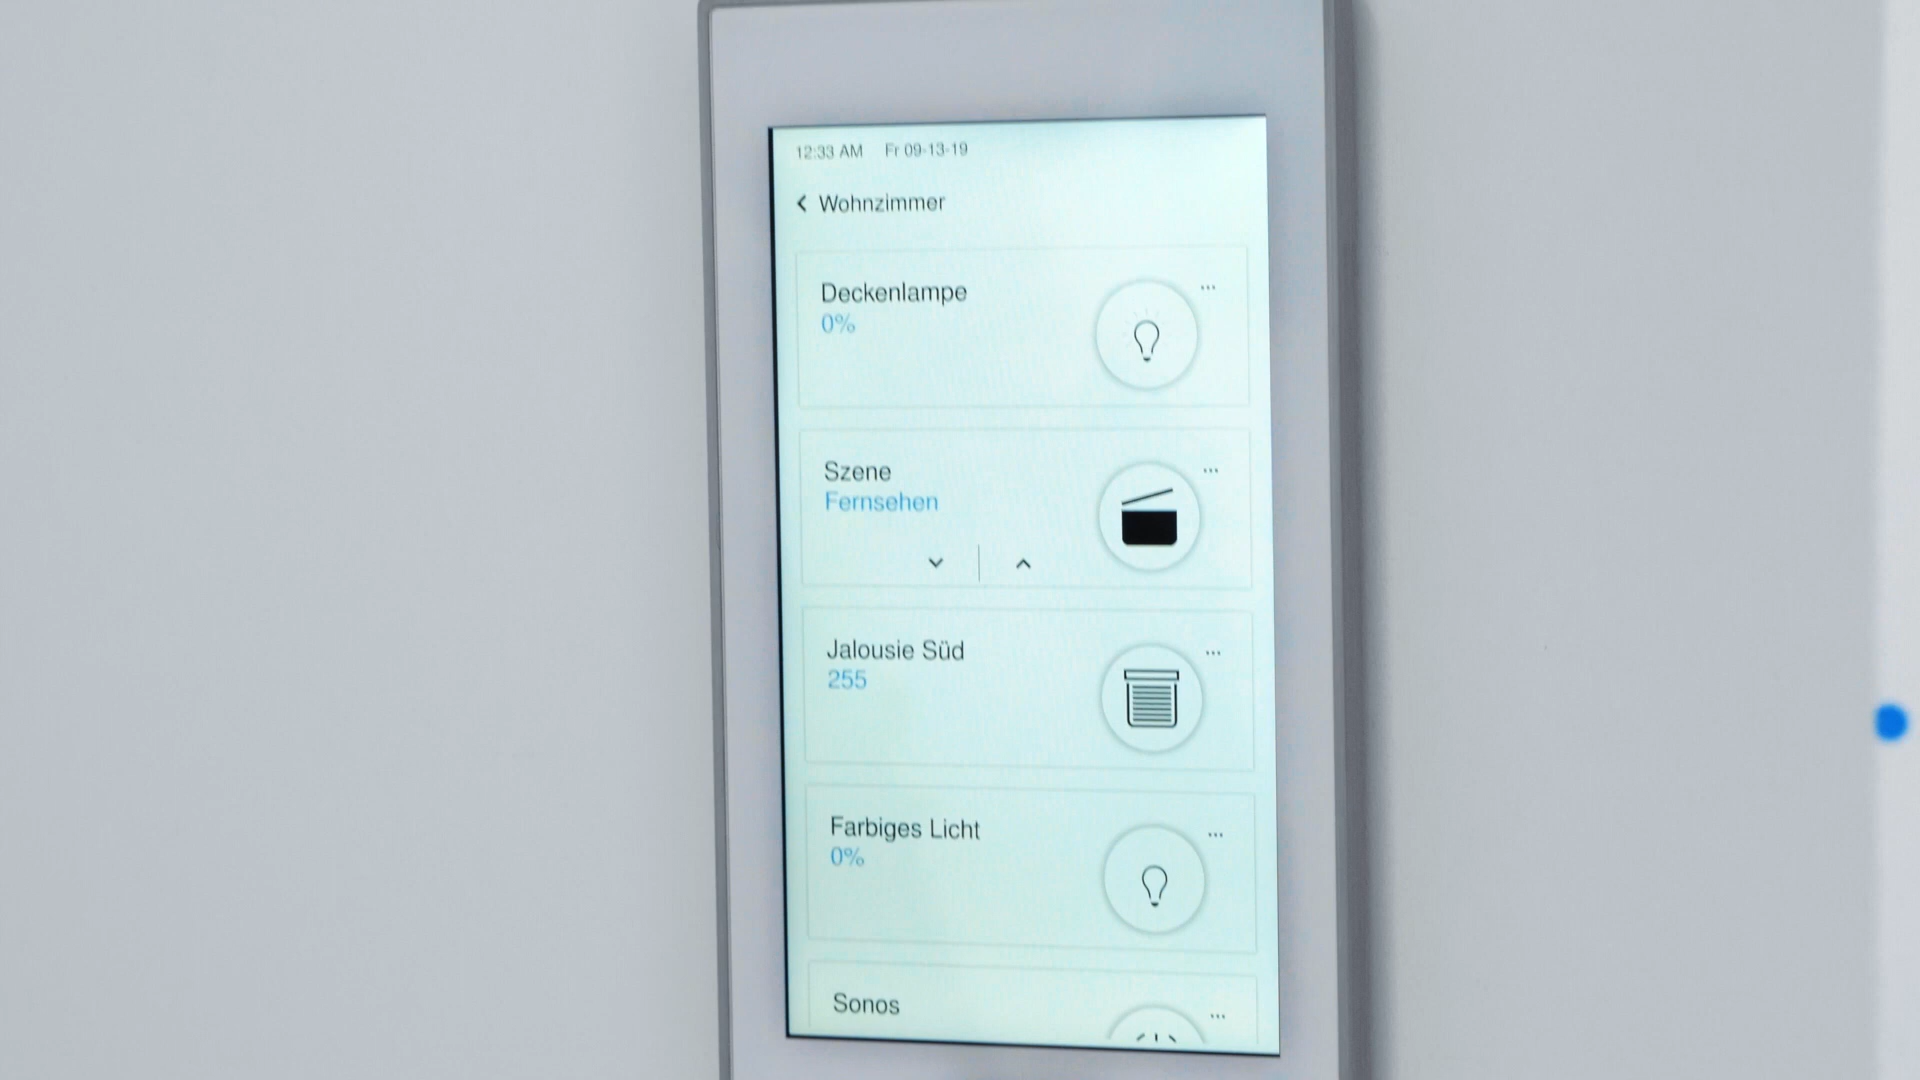 12:33 AM Fr 09-13-19
Wohnzimmer
Deckenlampe
0%
Szene
Fernsehen
Jalousie Süd
255
Farbiges Licht
0%
Sonos